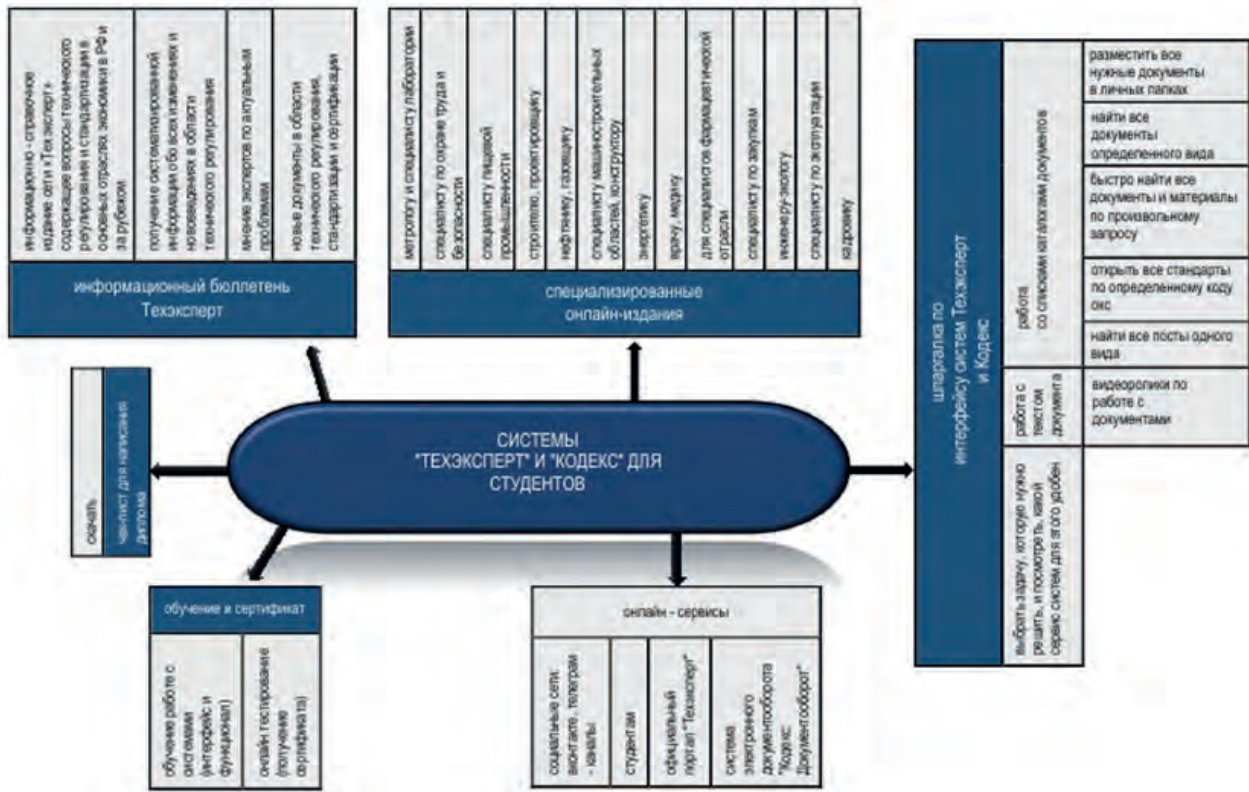 информационно - справочное
издание сети «Тех эксперт»
содержащее вопросы технического
регулирования и стандартизации в
основных отраслях экономики в РФ и
за рубежом
получение систематизированной
информации обо всех изменениях и
нововведениях в области
технического регулирования
мнение экспертов по актуальным
проблемам
новые документы в области
технического регулирования,
стандартизации и сертификации
информационный бюллетень
Техэксперт
метрологу и специалисту лаборатории
специалисту по охране труда и
безопасности
специалисту пищевой
промышленности
строителю, проектировщику
нефтянику, газовщику
специалисту машиностроительных
областей, конструктору
энергетику
врачу, медику
для специалистов фармацевтической
отрасти
специалисту по закупкам
инженеру-экологу
специалисту по эксплуатации
кадровику
специализированные
онлайн-издания
шпаргалка по
интерфейсу систем Техэксперт
и Кодекс
работа
со списками каталогами документов
разместить все
нужные документы
в личных папках
найти все
документы
определенного вида
быстро найти все
документы и материалы
по произвольному
запросу
открыть все стандарты
по определенному коду
окс
найти все посты одного
вида
работа с
текстом
документа
видеоролики по
работе с
документами
выбрать задачу, которую нужно
решить, и посмотреть, какой
сервис систем для этого удобен
скачать
чек-лист для написания
диплома
СИСТЕМЫ
"ТЕХЭКСПЕРТ" И "КОДЕКС" ДЛЯ
СТУДЕНТОВ
обучение и сертификат
обучение работе с
системами
(интерфейс и
функционал)
онлайн тестирование
(получение
сертификата)
онлайн - сервисы
социальные сети:
вконтакте, телеграм
- каналы
студентам
официальный
портал "Техэксперт"
система
электронного
документооборота
"Кодекс:
Документооборот"